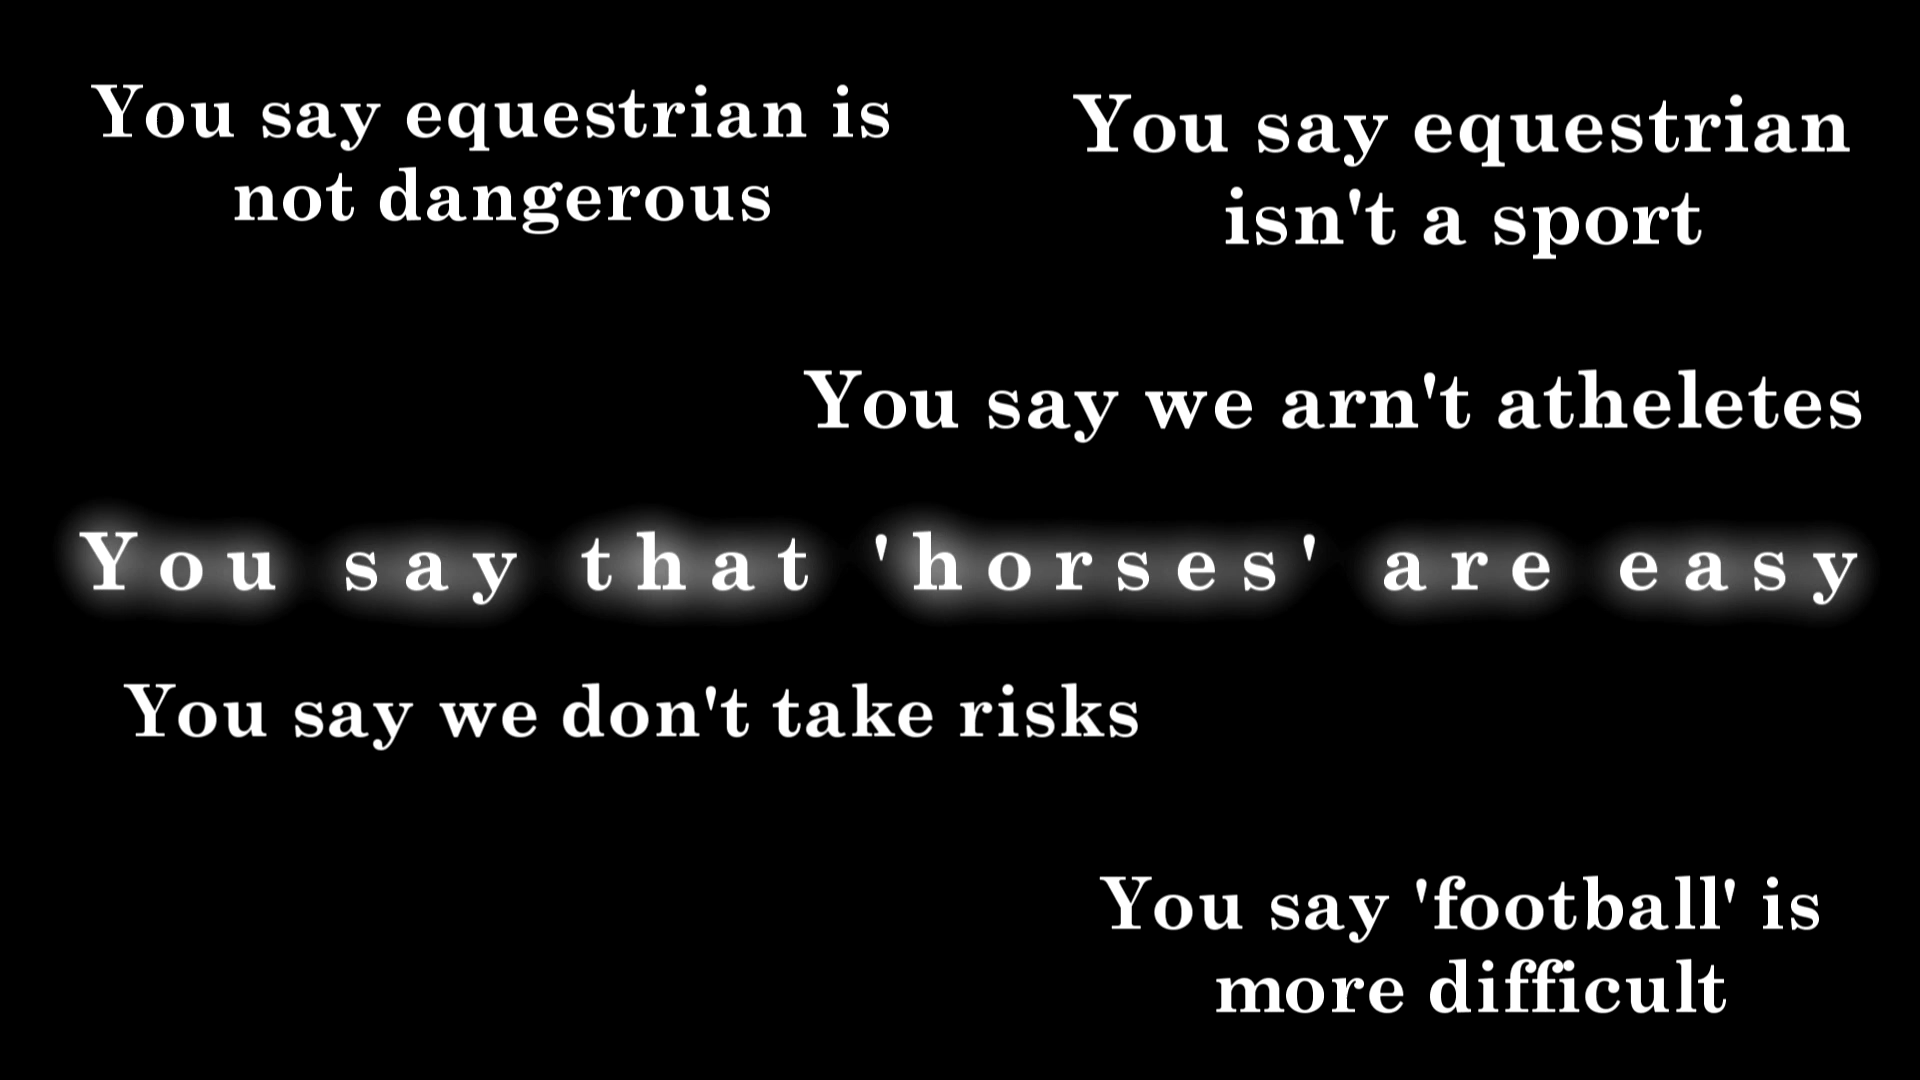 You say equestrian is
not dangerous
You say equestrian
isn't a sport
You say we arn't atheletes
You say that 'horses' are easy
You say we don't take risks
You say 'football' is
more difficult